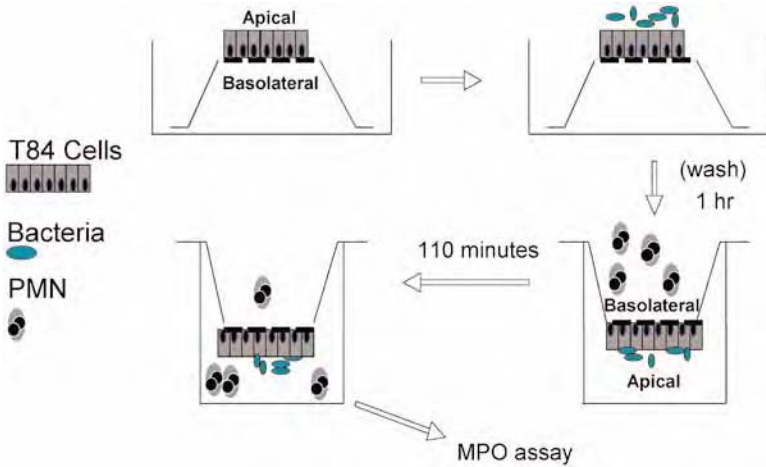 Apical
Basolateral
T84 Cells
Bacteria
PMN
(wash)
1 hr
110 minutes
Basolateral
Apical
MPO assay